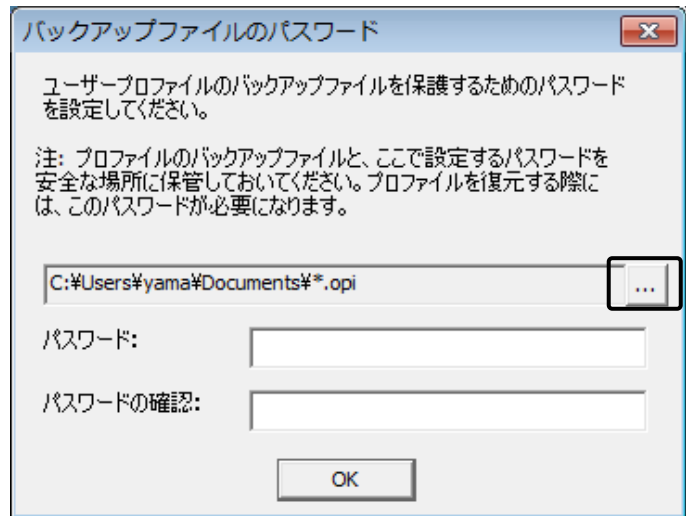 バックアップファイルのパスワード
ユーザープロファイルのバックアップファイルを保護するためのパスワード
を設定してください。
注: プロファイルのバックアップファイルと、ここで設定するパスワードを
安全な場所に保管しておいてください。プロファイルを復元する際に
は、このパスワードが必要になります。
C:¥Users¥yama¥Documents¥*.opi ...
パスワード:
パスワードの確認:
OK